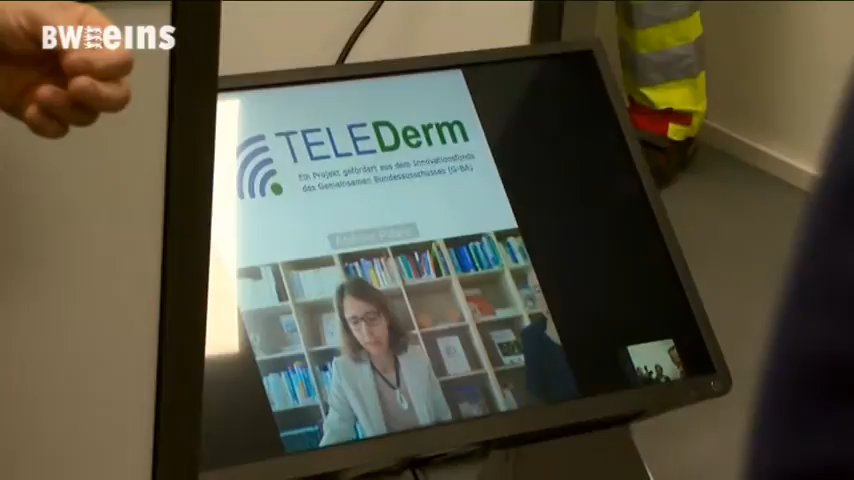 BW eins
TELEDerm
Ein Projekt gefördert aus dem Innovationsfonds
des Gemeinsamen Bundesausschusses (G-BA)